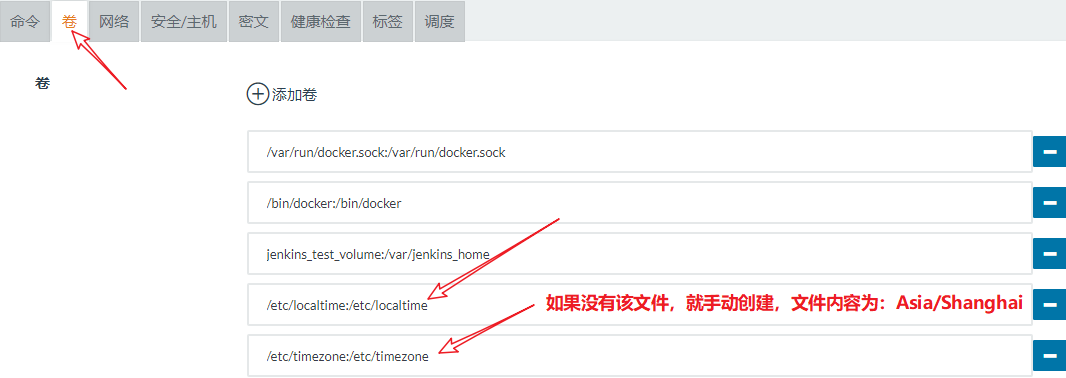 命令 卷 网络 安全/主机 密文 健康检查 标签 调度
卷
添加卷
/var/run/docker.sock:/var/run/docker.sock
/bin/docker:/bin/docker
jenkins_test_volume:/var/jenkins_home
/etc/localtime:/etc/localtime
如果没有该文件，就手动创建，文件内容为：Asia/Shanghai
/etc/timezone:/etc/timezone